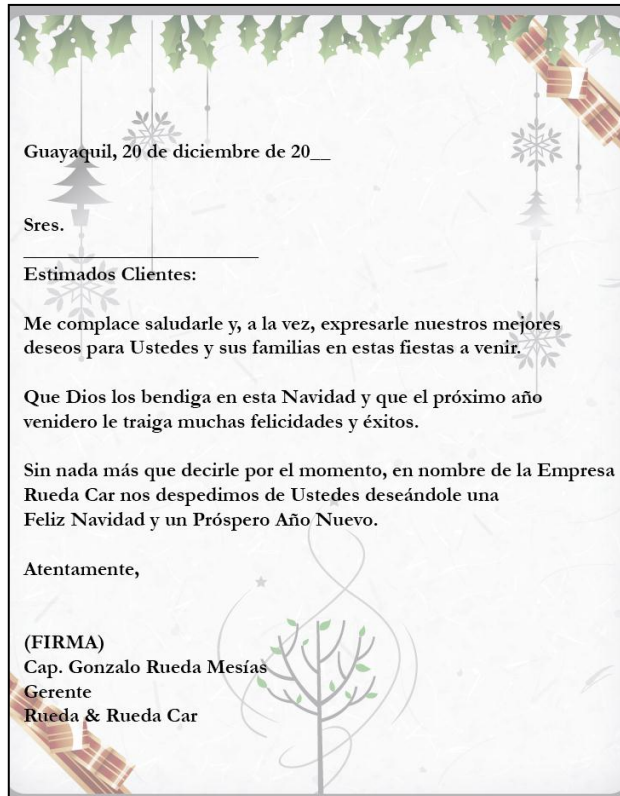 Guayaquil, 20 de diciembre de 20__
Sres.
_________________________
Estimados Clientes:
Me complace saludarle y, a la vez, expresarle nuestros mejores
deseos para Ustedes y sus familias en estas fiestas a venir.
Que Dios los bendiga en esta Navidad y que el próximo año
venidero le traiga muchas felicidades y éxitos.
Sin nada más que decirle por el momento, en nombre de la Empresa
Rueda Car nos despedimos de Ustedes deseándole una
Feliz Navidad y un Próspero Año Nuevo.
Atentamente,
(FIRMA)
Cap. Gonzalo Rueda Mesías
Gerente
Rueda & Rueda Car